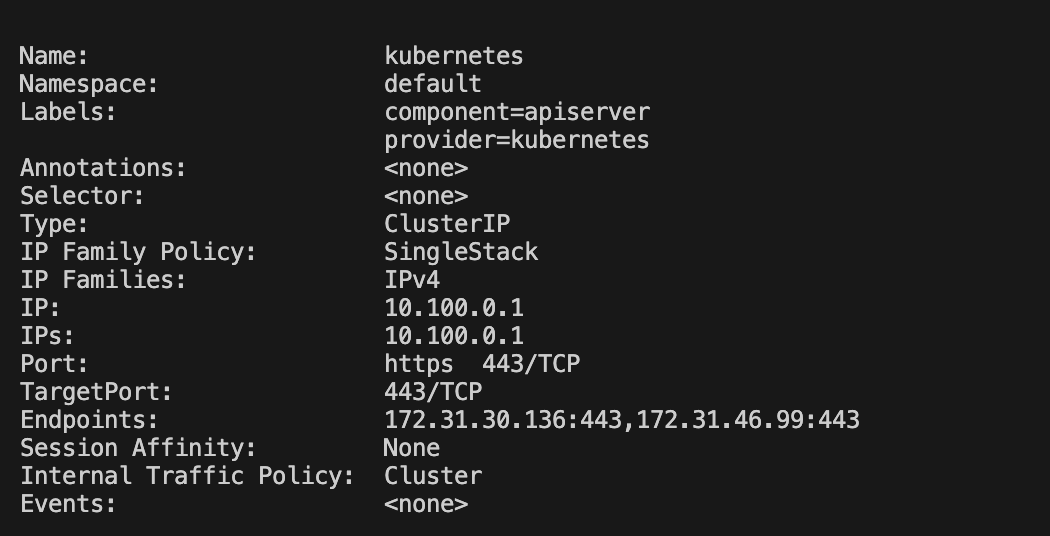 Name: kubernetes
Namespace: default
Labels: component=apiserver
provider=kubernetes
Annotations: <none>
Selector: <none>
Type: ClusterIP
IP Family Policy: SingleStack
IP Families: IPv4
IP: 10.100.0.1
IPs: 10.100.0.1
Port: https  443/TCP
TargetPort: 443/TCP
Endpoints: 172.31.30.136:443,172.31.46.99:443
Session Affinity: None
Internal Traffic Policy: Cluster
Events: <none>